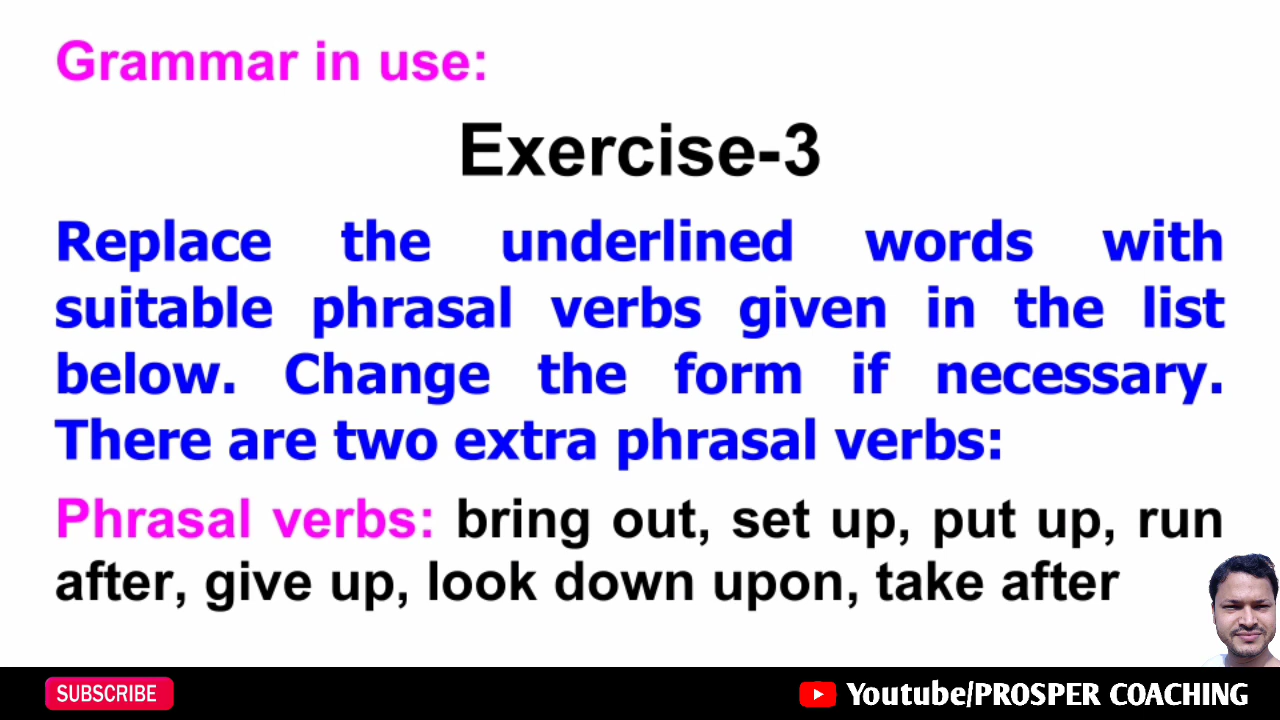 Grammar in use:
Exercise-3
Replace the underlined words with
suitable phrasal verbs given in the list
below. Change the form if necessary.
There are two extra phrasal verbs:
Phrasal verbs: bring out, set up, put up, run
after, give up, look down upon, take after
SUBSCRIBE
Youtube/PROSPER COACHING